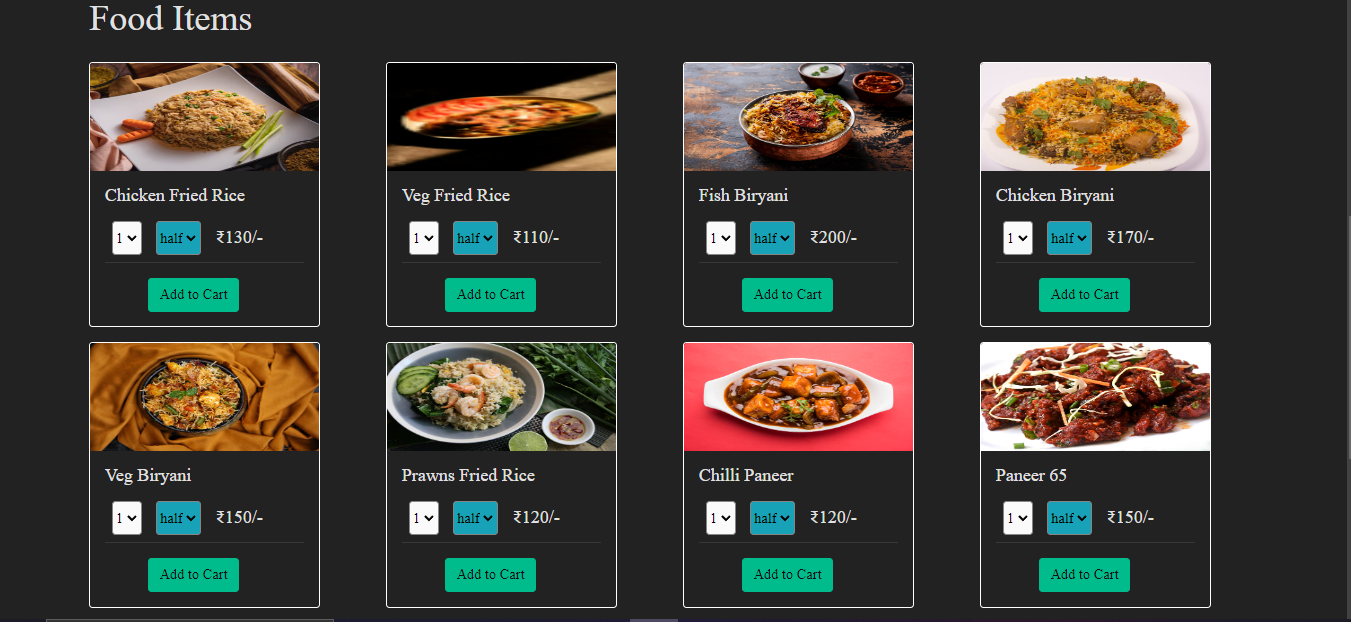 Food Items
Chicken Fried Rice
1 half ₹130/-
Add to Cart
Veg Fried Rice
1 half ₹110/-
Add to Cart
Fish Biryani
1 half ₹200/-
Add to Cart
Chicken Biryani
1 half ₹170/-
Add to Cart
Veg Biryani
1 half ₹150/-
Add to Cart
Prawns Fried Rice
1 half ₹120/-
Add to Cart
Chilli Paneer
1 half ₹120/-
Add to Cart
Paneer 65
1 half ₹150/-
Add to Cart